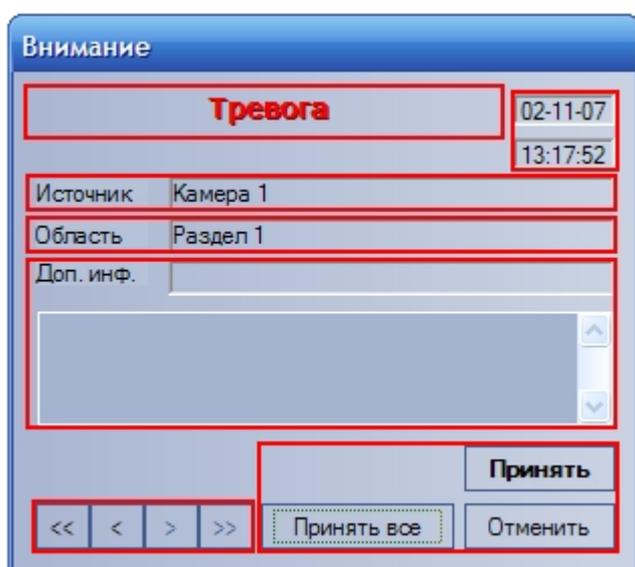 Внимание
Тревога
02-11-07
13:17:52
Источник Камера 1
Область Раздел 1
Доп. инф.
Принять
<< < > >> Принять все Отменить